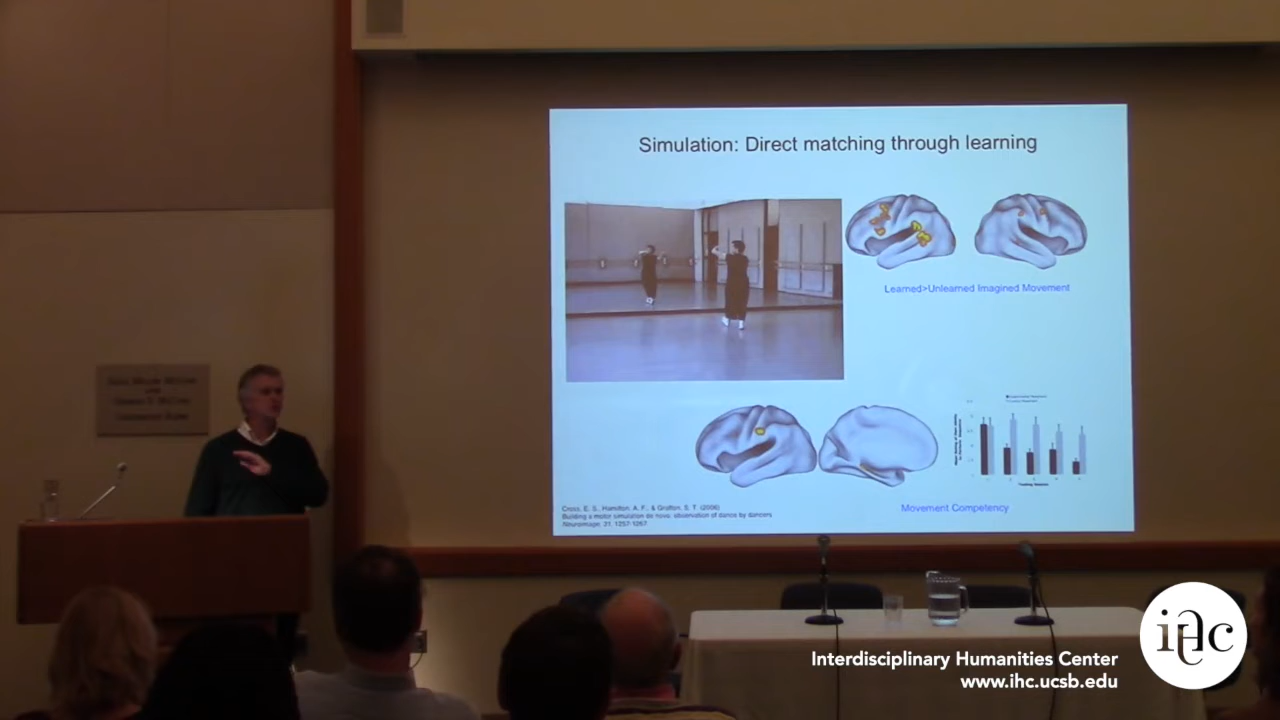 Simulation: Direct matching through learning
Learned>Unlearned Imagined Movement
Movement Competency
Cross, E. S., Hamilton, A. F., & Grafton, S. T. (2006)
Building a motor simulation de novo: observation of dance by dancers
Neuroimage, 31, 1257-1267
ihc
Interdisciplinary Humanities Center
www.ihc.ucsb.edu